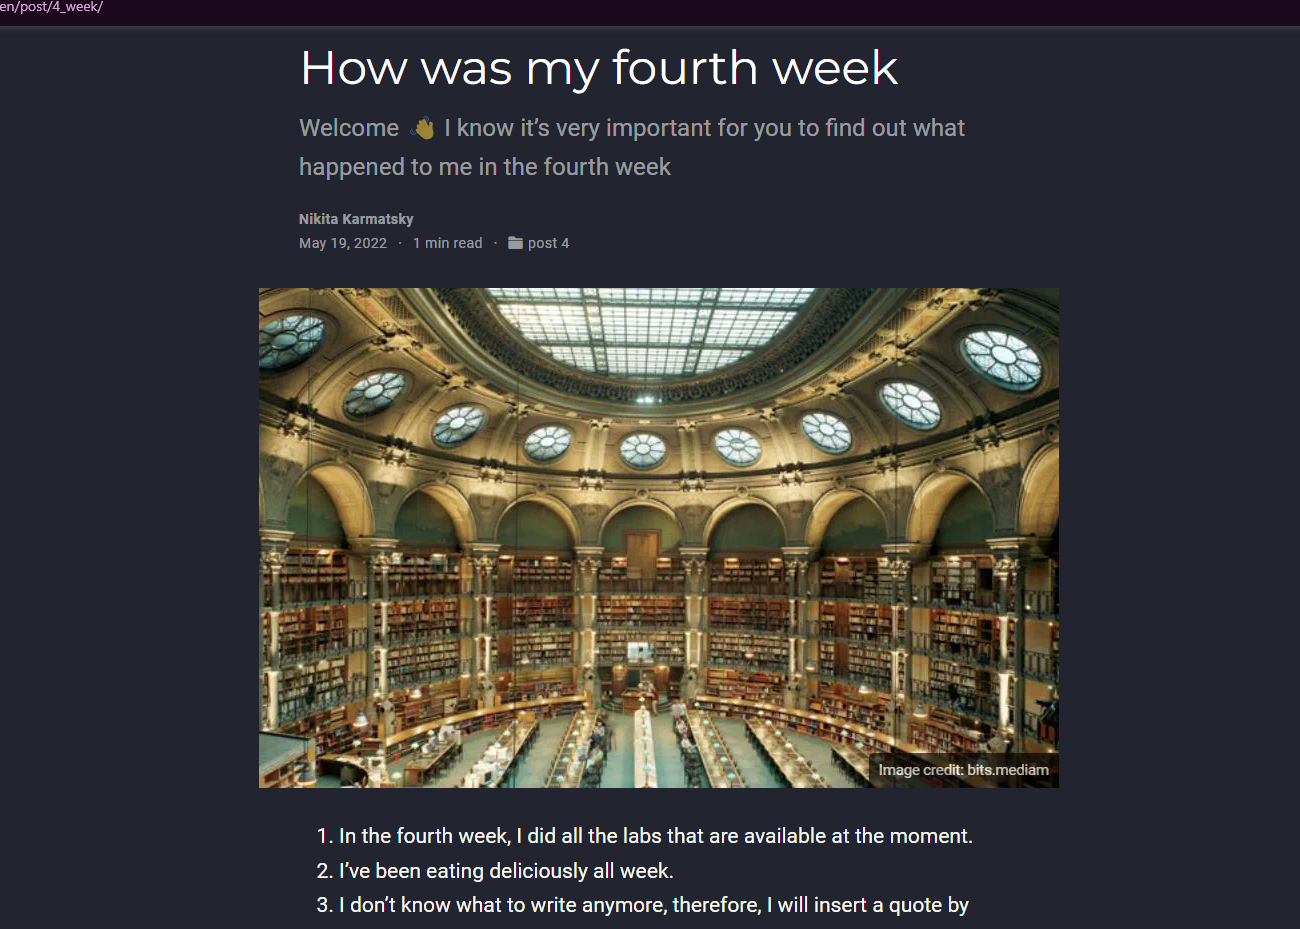 en/post/4_week/
How was my fourth week
Welcome 👋 I know it’s very important for you to find out what
happened to me in the fourth week
Nikita Karmatsky
May 19, 2022 · 1 min read · post 4
Image credit: bits.mediam
1. In the fourth week, I did all the labs that are available at the moment.
2. I’ve been eating deliciously all week.
3. I don’t know what to write anymore, therefore, I will insert a quote by